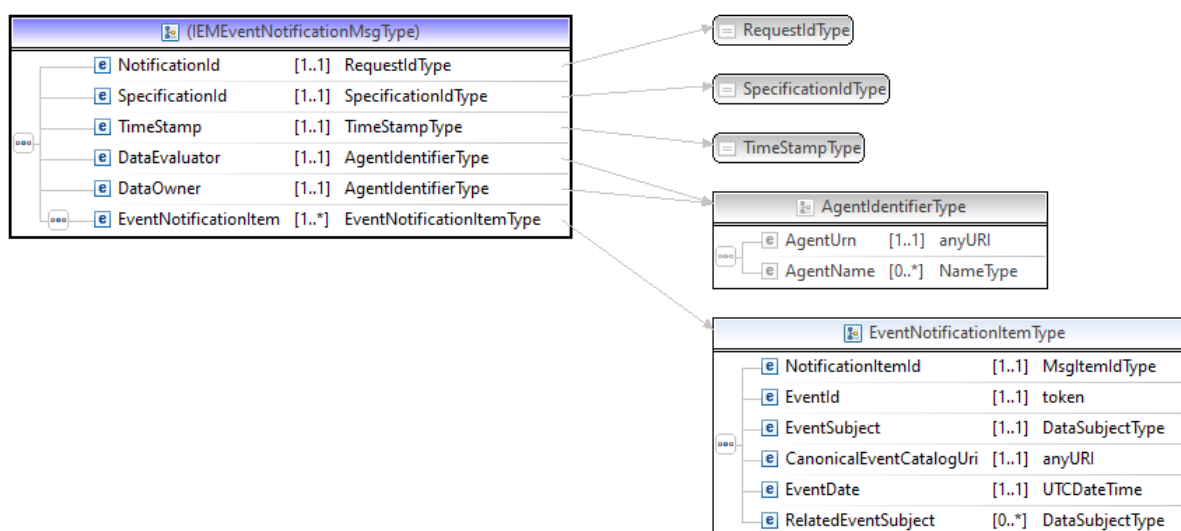 (IEMEventNotificationMsgType)
NotificationId [1..1] RequestIdType
SpecificationId [1..1] SpecificationIdType
TimeStamp [1..1] TimeStampType
DataEvaluator [1..1] AgentIdentifierType
DataOwner [1..1] AgentIdentifierType
EventNotificationItem [1..*] EventNotificationItemType
RequestIdType
SpecificationIdType
TimeStampType
AgentIdentifierType
AgentUrn [1..1] anyURI
AgentName [0..*] NameType
EventNotificationItemType
NotificationItemId [1..1] MsgItemIdType
EventId [1..1] token
EventSubject [1..1] DataSubjectType
CanonicalEventCatalogUri [1..1] anyURI
EventDate [1..1] UTCDateTime
RelatedEventSubject [0..*] DataSubjectType